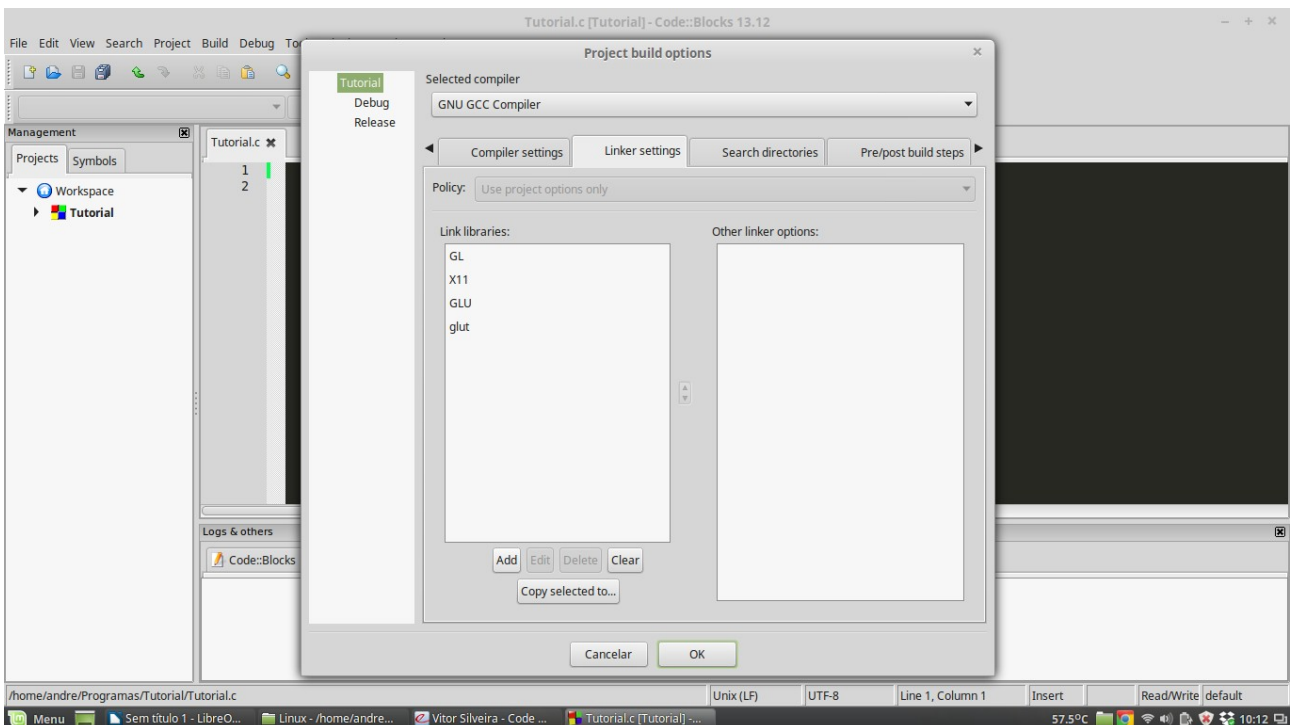 Tutorial.c [Tutorial] - Code::Blocks 13.12
File Edit View Search Project Build Debug
Project build options
Tutorial
Debug
Release
Selected compiler
GNU GCC Compiler
Management
Projects Symbols
Workspace
Tutorial
Tutorial.c
1
2
Compiler settings Linker settings Search directories Pre/post build steps
Policy: Use project options only
Link libraries:
GL
X11
GLU
glut
Other linker options:
Add Edit Delete Clear
Copy selected to...
Cancelar OK
Logs & others
Code::Blocks
/home/andre/Programas/Tutorial/Tutorial.c Unix (LF) UTF-8 Line 1, Column 1 Insert Read/Write default
Menu Sem título 1 - LibreO... Linux - /home/andre... Vitor Silveira - Code ... Tutorial.c [Tutorial] -... 57.5°C 10:12